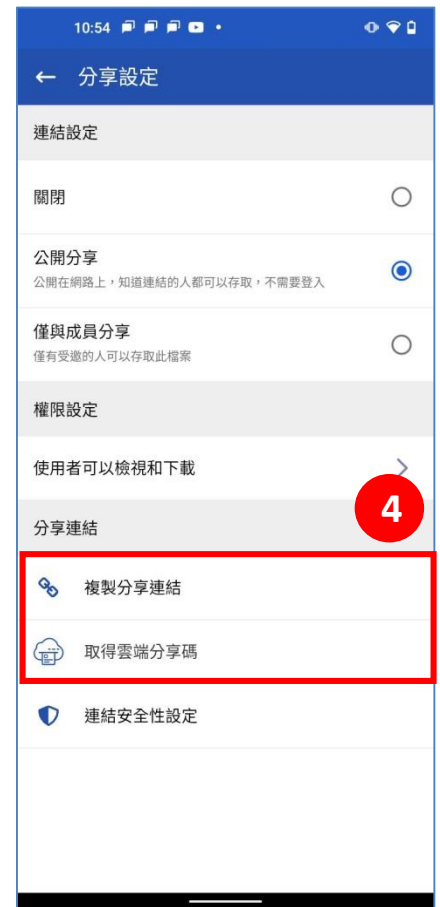 10:54
← 分享設定
連結設定
關閉
公開分享
公開在網路上，知道連結的人都可以存取，不需要登入
僅與成員分享
僅有受邀的人可以存取此檔案
權限設定
使用者可以檢視和下載
4
分享連結
複製分享連結
取得雲端分享碼
連結安全性設定